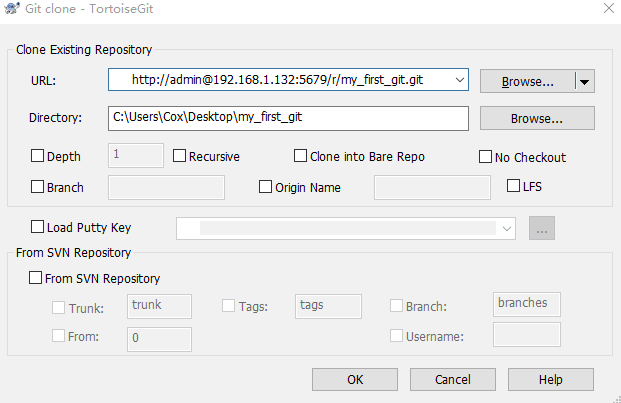 Git clone - TortoiseGit
Clone Existing Repository
URL: http://admin@192.168.1.132:5679/r/my_first_git.git Browse...
Directory: C:\Users\Cox\Desktop\my_first_git Browse...
Depth 1 Recursive Clone into Bare Repo No Checkout
Branch Origin Name LFS
Load Putty Key ...
From SVN Repository
From SVN Repository
Trunk: trunk Tags: tags Branch: branches
From: 0 Username:
OK Cancel Help